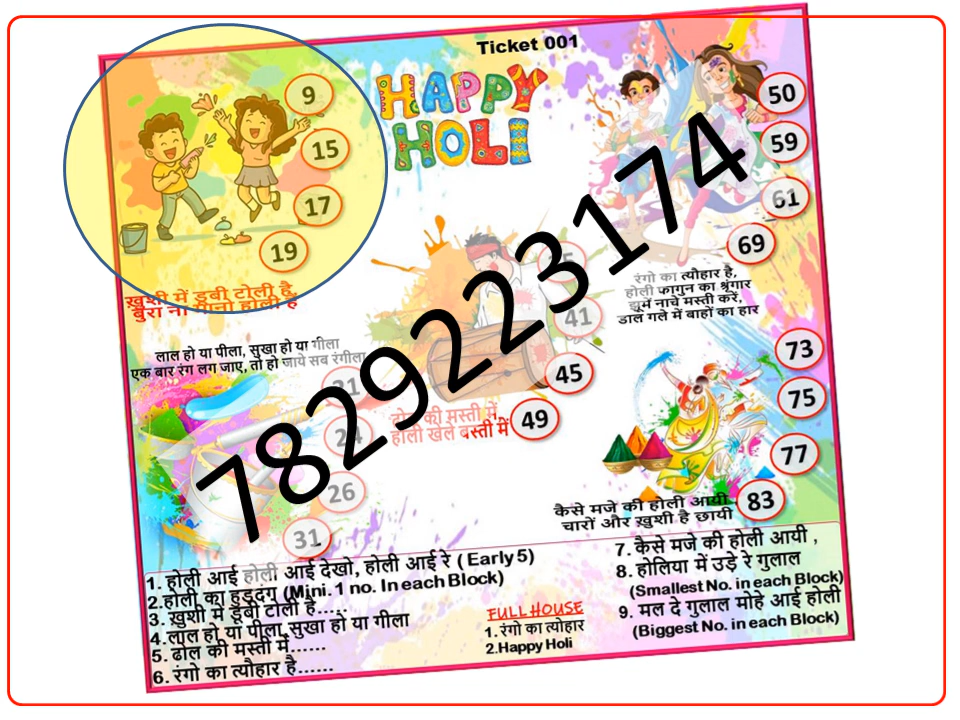 Ticket 001
HAPPY
HOLI
9
15
17
19
ख़ुशी में डूबी टोली है,
बुरा ना मानो होली है
50
59
61
69
रंगो का त्यौहार है,
होली फागुन का श्रृंगार
झूमें नाचे मस्ती करें,
डाल गले में बाहों का हार
लाल हो या पीला, सुखा हो या गीला
एक बार रंग लग जाए, तो हो जाये सब रंगीला
21
24
26
31
41
45
49
ढोल की मस्ती में,
होली खेले बस्ती में
73
75
77
83
कैसे मजे की होली आयी
चारों और ख़ुशी है छायी
7829223174
1. होली आई होली आई देखो, होली आई रे ( Early 5)
2.होली का हुड़दंग (Mini. 1 no. In each Block)
3. ख़ुशी में डूबी टोली है.....
4. लाल हो या पीला, सुखा हो या गीला
5. ढोल की मस्ती में......
6. रंगो का त्यौहार है......
FULL HOUSE
1. रंगो का त्योहार
2.Happy Holi
7. कैसे मजे की होली आयी ,
8. होलिया में उड़े रे गुलाल
(Smallest No. in each Block)
9. मल दे गुलाल मोहे आई होली
(Biggest No. in each Block)